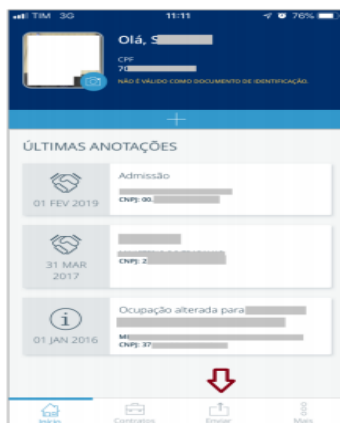 TIM 3G 11:11 76%
Olá, S
CPF
70
NÃO É VÁLIDO COMO DOCUMENTO DE IDENTIFICAÇÃO.
ÚLTIMAS ANOTAÇÕES
Admissão
CNPJ: 00.
01 FEV 2019
CNPJ: 2
31 MAR
2017
Ocupação alterada para
01 JAN 2016
CNPJ: 37
Início Contratos Enviar Mais